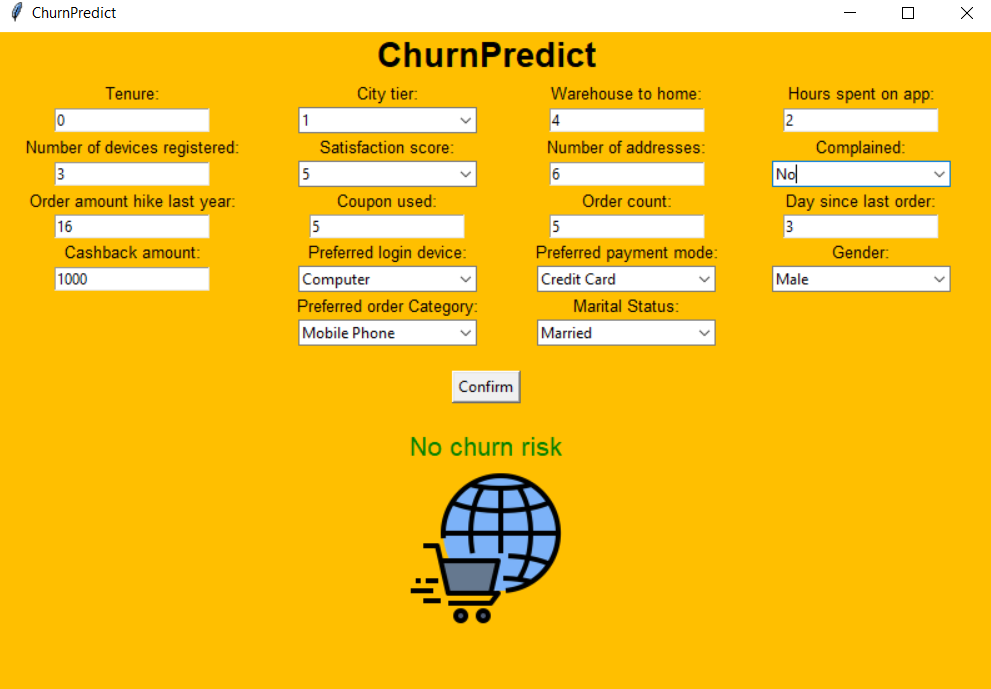 ChurnPredict
ChurnPredict
Tenure: City tier: Warehouse to home: Hours spent on app:
0 1 4 2
Number of devices registered: Satisfaction score: Number of addresses: Complained:
3 5 6 No
Order amount hike last year: Coupon used: Order count: Day since last order:
16 5 5 3
Cashback amount: Preferred login device: Preferred payment mode: Gender:
1000 Computer Credit Card Male
Preferred order Category: Marital Status:
Mobile Phone Married
Confirm
No churn risk